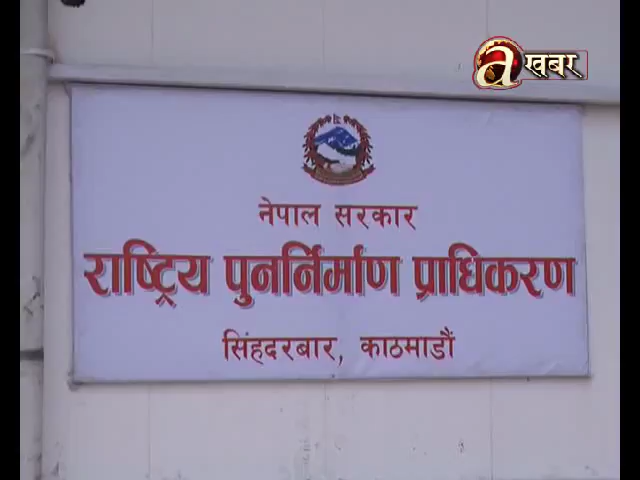 a खबर
नेपाल सरकार
राष्ट्रिय पुनर्निर्माण प्राधिकरण
सिंहदरबार, काठमाडौं